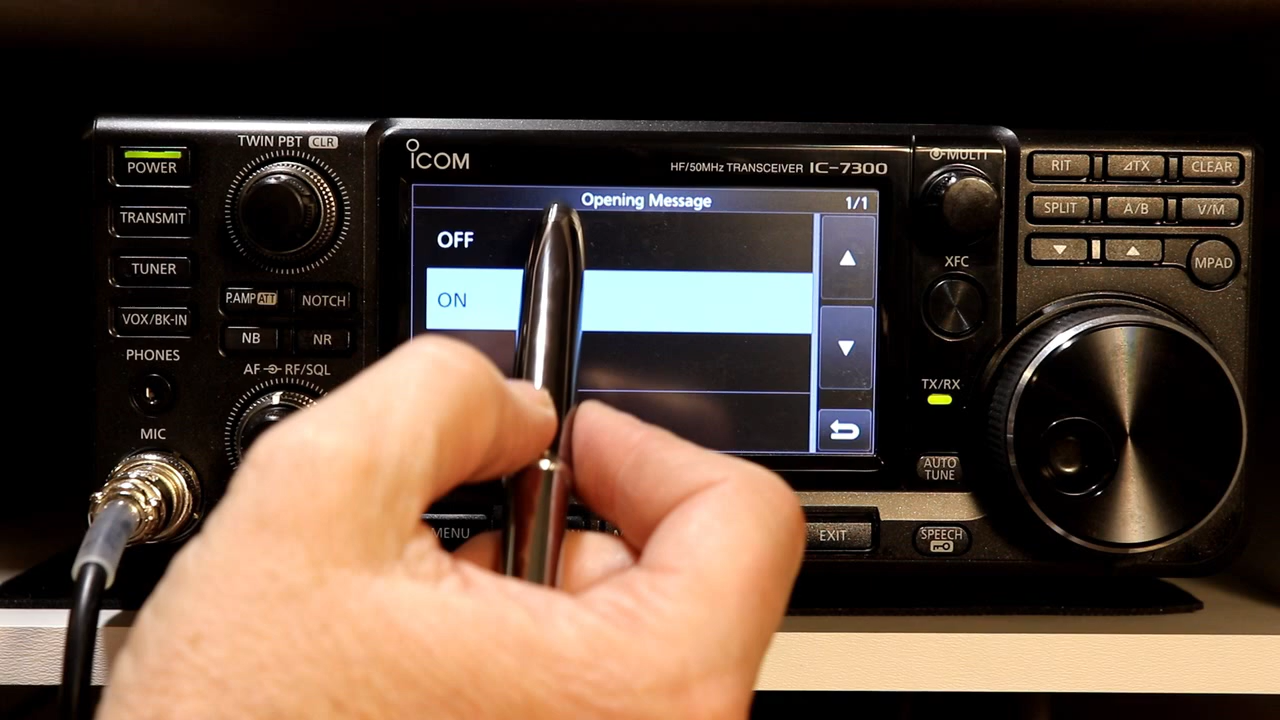 TWIN PBT CLR
POWER
TRANSMIT
TUNER
VOX/BK-IN
PHONES
MIC
P.AMP ATT
NOTCH
NB
NR
AF RF/SQL
ICOM
HF/50MHz TRANSCEIVER IC-7300
Opening Message 1/1
OFF
ON
MENU
EXIT
MULTI
XFC
TX/RX
AUTO
TUNE
SPEECH
RIT
⊿TX
CLEAR
SPLIT
A/B
V/M
MPAD